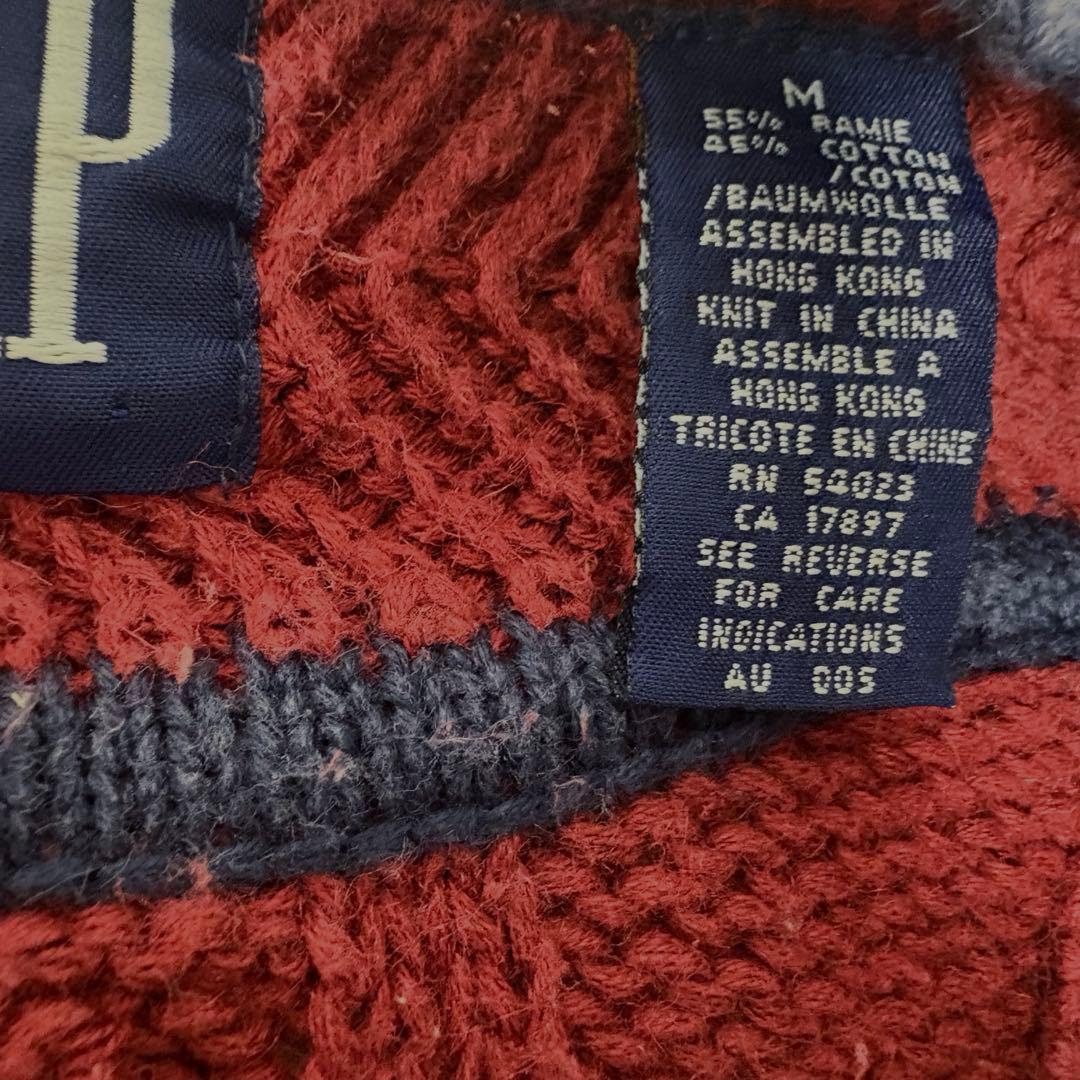 P
M
55% RAMIE
45% COTTON
/COTON
/BAUMWOLLE
ASSEMBLED IN
HONG KONG
KNIT IN CHINA
ASSEMBLE A
HONG KONG
TRICOTE EN CHINE
RN 54023
CA 17897
SEE REVERSE
FOR CARE
INDICATIONS
AU 005